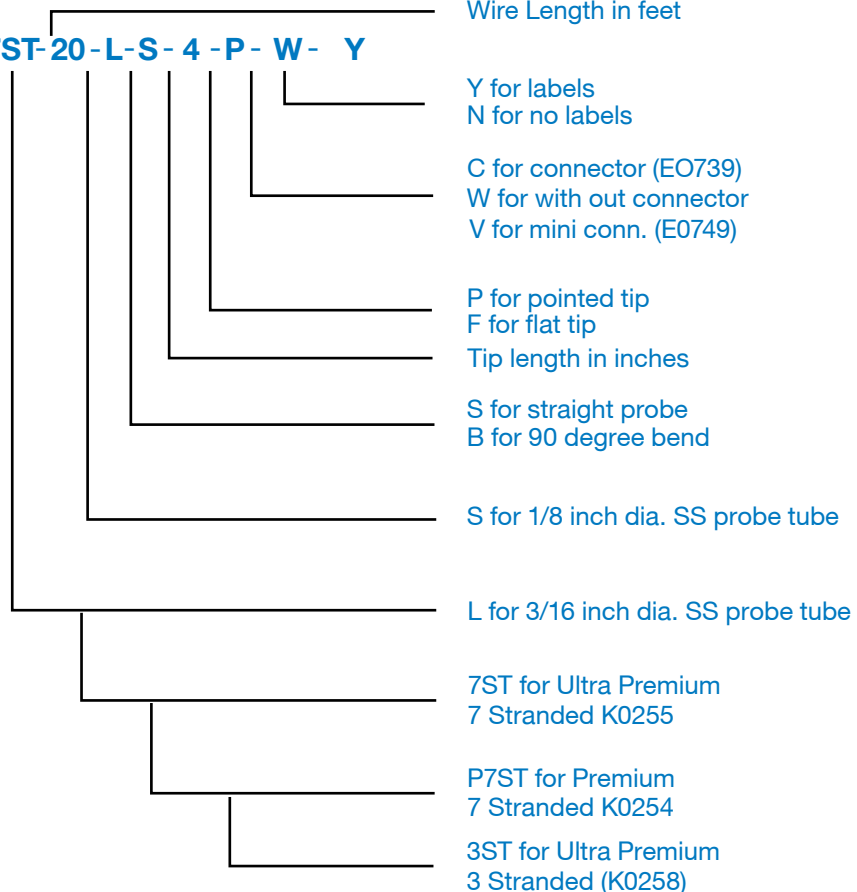 Wire Length in feet
ST-20-L-S-4-P-W-Y
Y for labels
N for no labels
C for connector (EO739)
W for with out connector
V for mini conn. (E0749)
P for pointed tip
F for flat tip
Tip length in inches
S for straight probe
B for 90 degree bend
S for 1/8 inch dia. SS probe tube
L for 3/16 inch dia. SS probe tube
7ST for Ultra Premium
7 Stranded K0255
P7ST for Premium
7 Stranded K0254
3ST for Ultra Premium
3 Stranded (K0258)